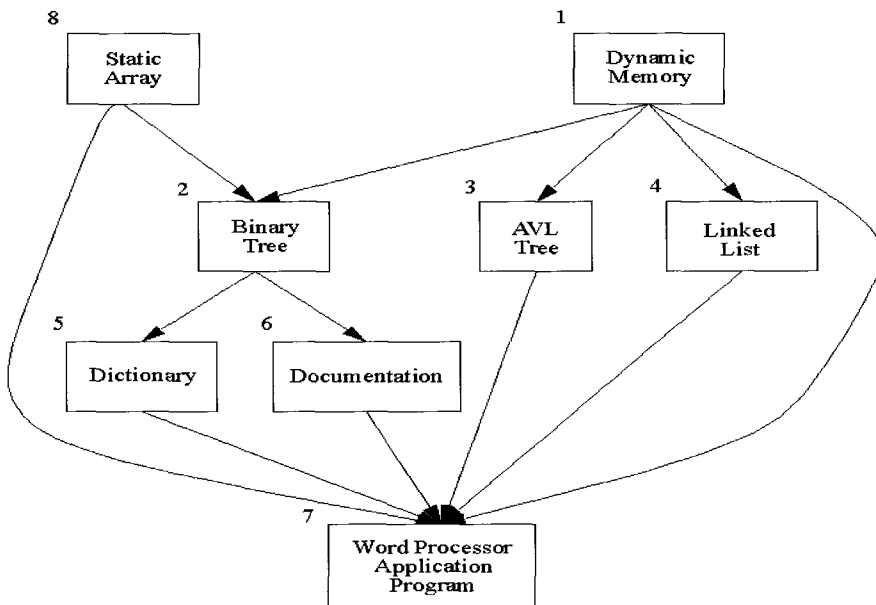 8
Static
Array
1
Dynamic
Memory
2
Binary
Tree
3
AVL
Tree
4
Linked
List
5
Dictionary
6
Documentation
7
Word Processor
Application
Program